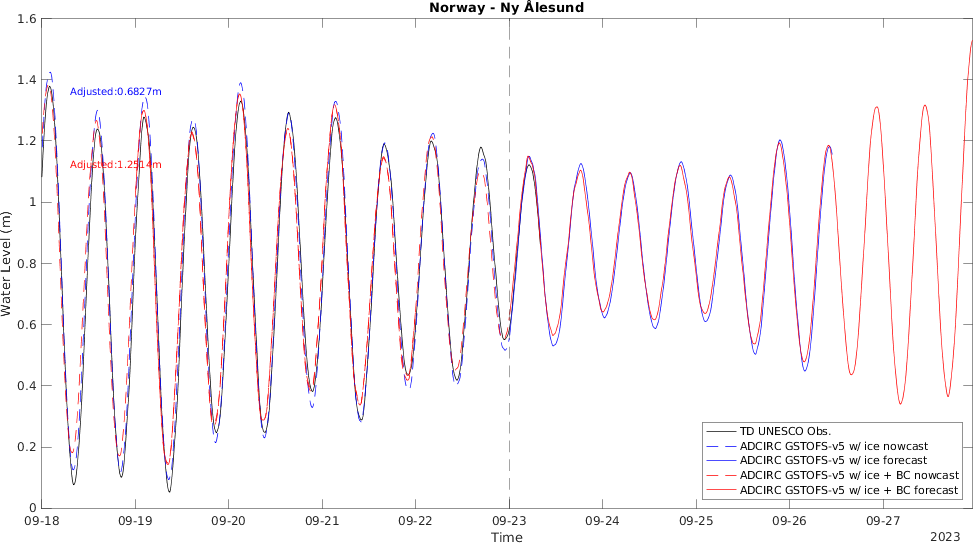 Norway - Ny Ålesund
1.6
1.4
1.2
1
0.8
0.6
0.4
0.2
0
Water Level (m)
Adjusted:0.6827m
Adjusted:1.2514m
TD UNESCO Obs.
ADCIRC GSTOFS-v5 w/ ice nowcast
ADCIRC GSTOFS-v5 w/ ice forecast
ADCIRC GSTOFS-v5 w/ ice + BC nowcast
ADCIRC GSTOFS-v5 w/ ice + BC forecast
09-18 09-19 09-20 09-21 09-22 09-23 09-24 09-25 09-26 09-27
Time
2023